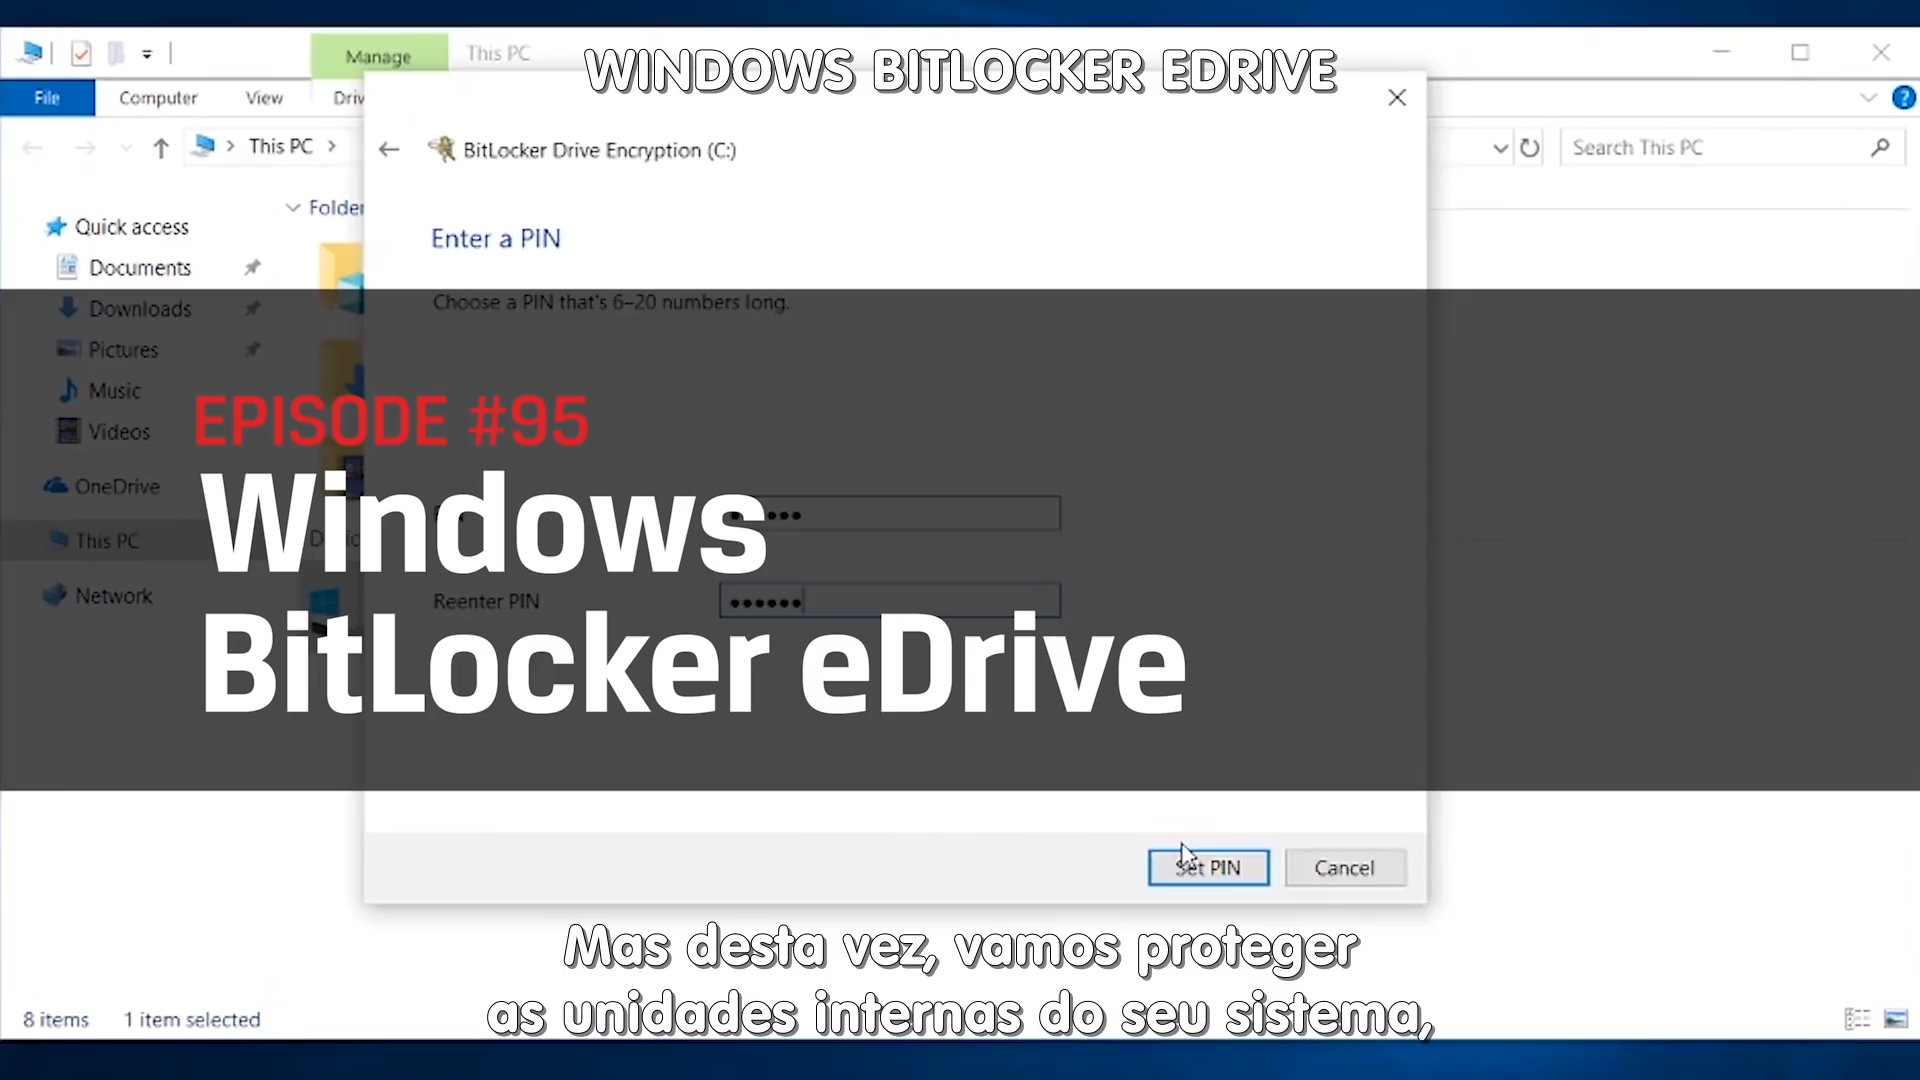 WINDOWS BITLOCKER EDRIVE
Manage
This PC
File
Computer
View
Driv
This PC
Search This PC
BitLocker Drive Encryption (C:)
Quick access
Folder
Documents
Enter a PIN
Downloads
Choose a PIN that's 6–20 numbers long.
Pictures
Music
EPISODE #95
Videos
OneDrive
Windows
This PC
Network
Reenter PIN
BitLocker eDrive
Set PIN
Cancel
Mas desta vez, vamos proteger
as unidades internas do seu sistema,
8 items
1 item selected